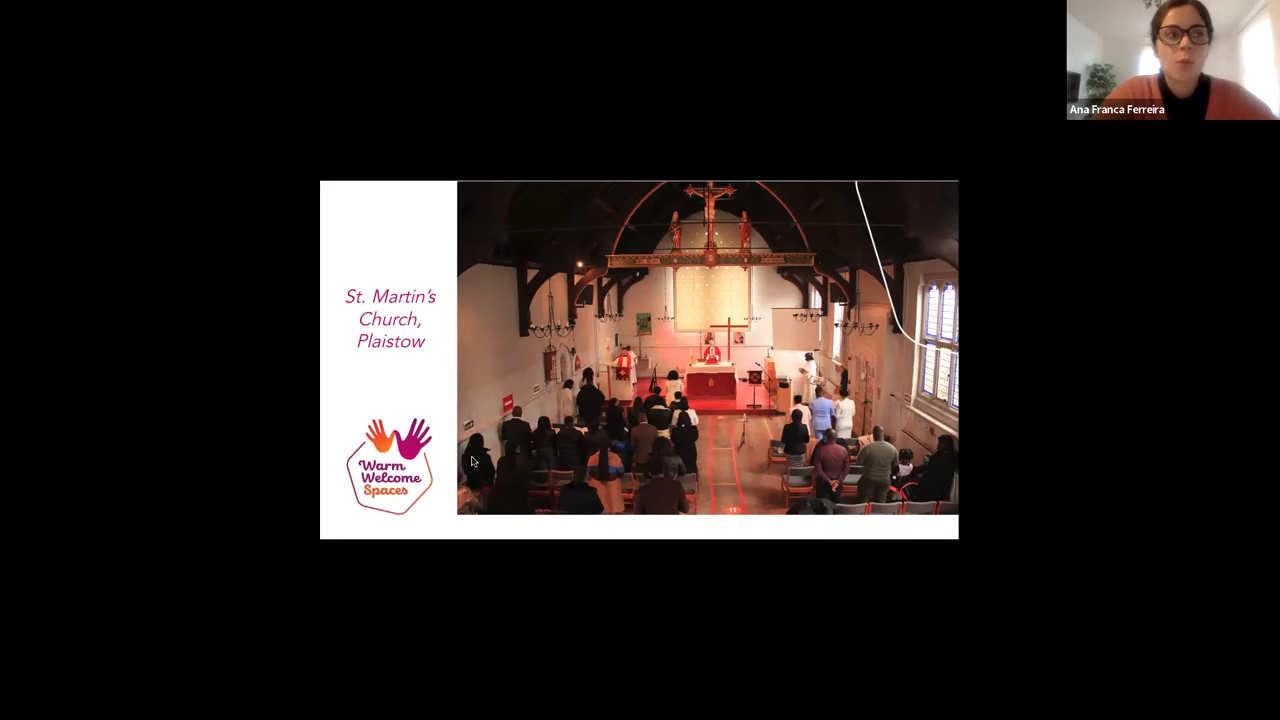 Ana Franca Ferreira
St. Martin's
Church,
Plaistow
Warm
Welcome
Spaces